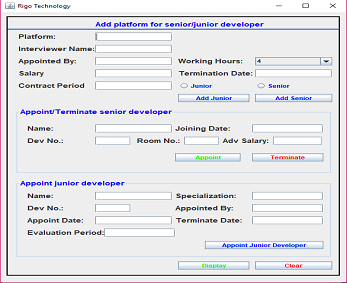 Rigo Technology
Add platform for senior/junior developer
Platform:
Interviewer Name:
Appointed By: Working Hours: 4
Salary Termination Date:
Contract Period Junior Senior
Add Junior Add Senior
Appoint/Terminate senior developer
Name: Joining Date:
Dev No.: Room No.: Adv Salary:
Appoint Terminate
Appoint junior developer
Name: Specialization:
Dev No.: Appointed By:
Appoint Date: Terminate Date:
Evaluation Period:
Appoint Junior Developer
Display Clear